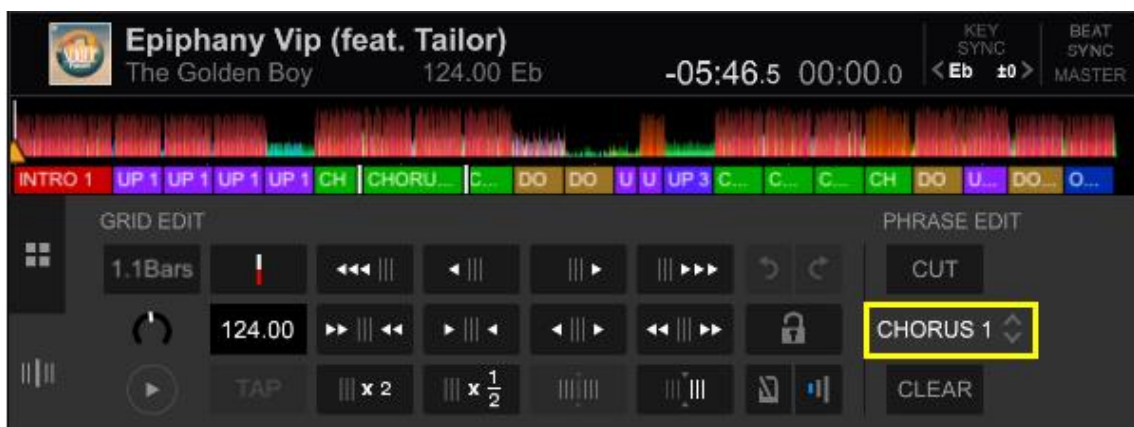 Epiphany Vip (feat. Tailor)
The Golden Boy 124.00 Eb
-05:46.5 00:00.0
KEY SYNC
< Eb ±0 >
BEAT SYNC
MASTER
INTRO 1 UP 1 UP 1 UP 1 UP 1 CH CHORU... C... DO DO U U UP 3 C... C... C... CH DO U... DO... O...
GRID EDIT
PHRASE EDIT
1.1Bars
CUT
124.00
CHORUS 1
TAP x 2 x 1/2
CLEAR